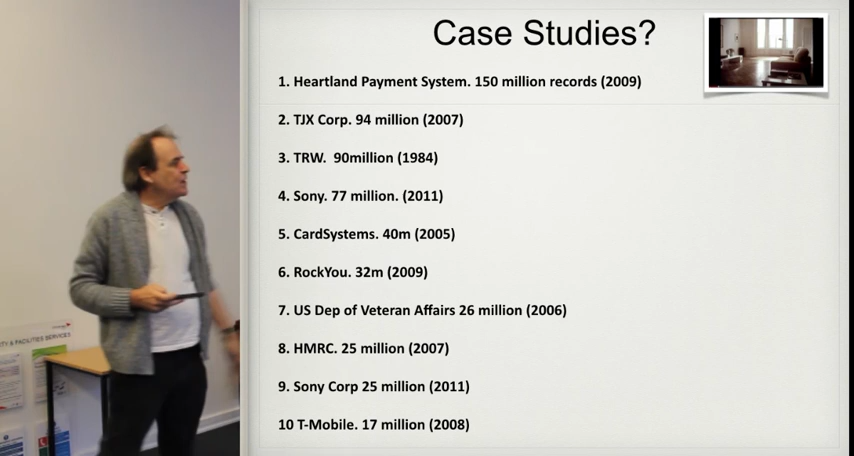 Case Studies?
1. Heartland Payment System. 150 million records (2009)
2. TJX Corp. 94 million (2007)
3. TRW.  90million (1984)
4. Sony. 77 million. (2011)
5. CardSystems. 40m (2005)
6. RockYou. 32m (2009)
7. US Dep of Veteran Affairs 26 million (2006)
8. HMRC. 25 million (2007)
9. Sony Corp 25 million (2011)
10 T-Mobile. 17 million (2008)
& FACILITIES SERVICES